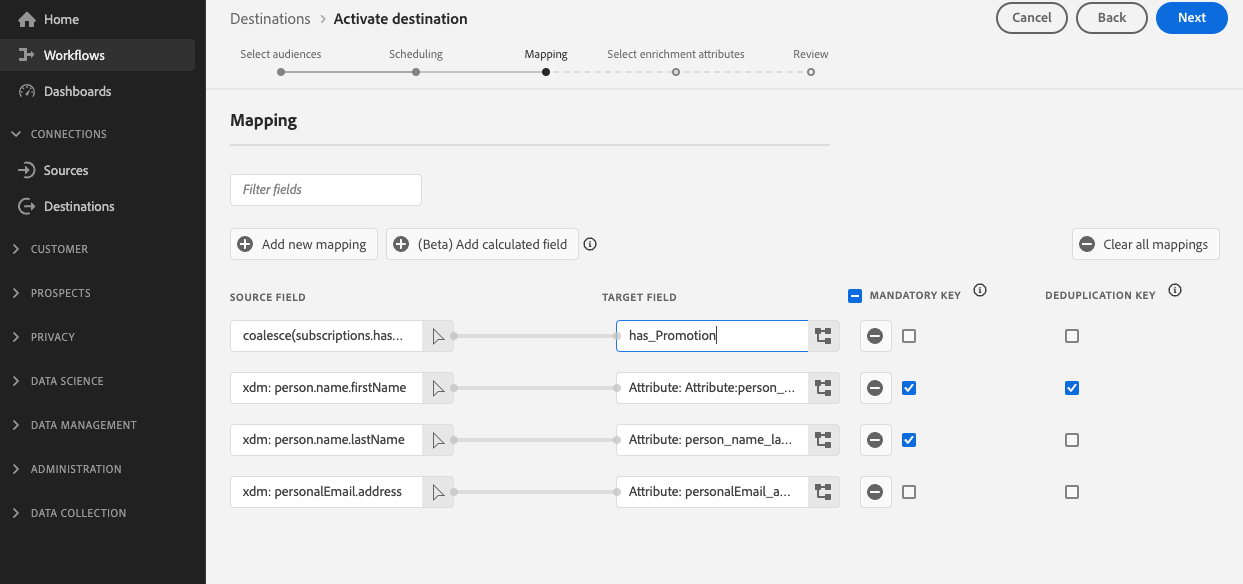 Home
Workflows
Dashboards
CONNECTIONS
Sources
Destinations
CUSTOMER
PROSPECTS
PRIVACY
DATA SCIENCE
DATA MANAGEMENT
ADMINISTRATION
DATA COLLECTION
Destinations > Activate destination
Cancel Back Next
Select audiences Scheduling Mapping Select enrichment attributes Review
Mapping
Filter fields
Add new mapping (Beta) Add calculated field Clear all mappings
SOURCE FIELD TARGET FIELD MANDATORY KEY DEDUPLICATION KEY
coalesce(subscriptions.has... has_Promotion
xdm: person.name.firstName Attribute: Attribute:person_...
xdm: person.name.lastName Attribute: person_name_la...
xdm: personalEmail.address Attribute: personalEmail_a...